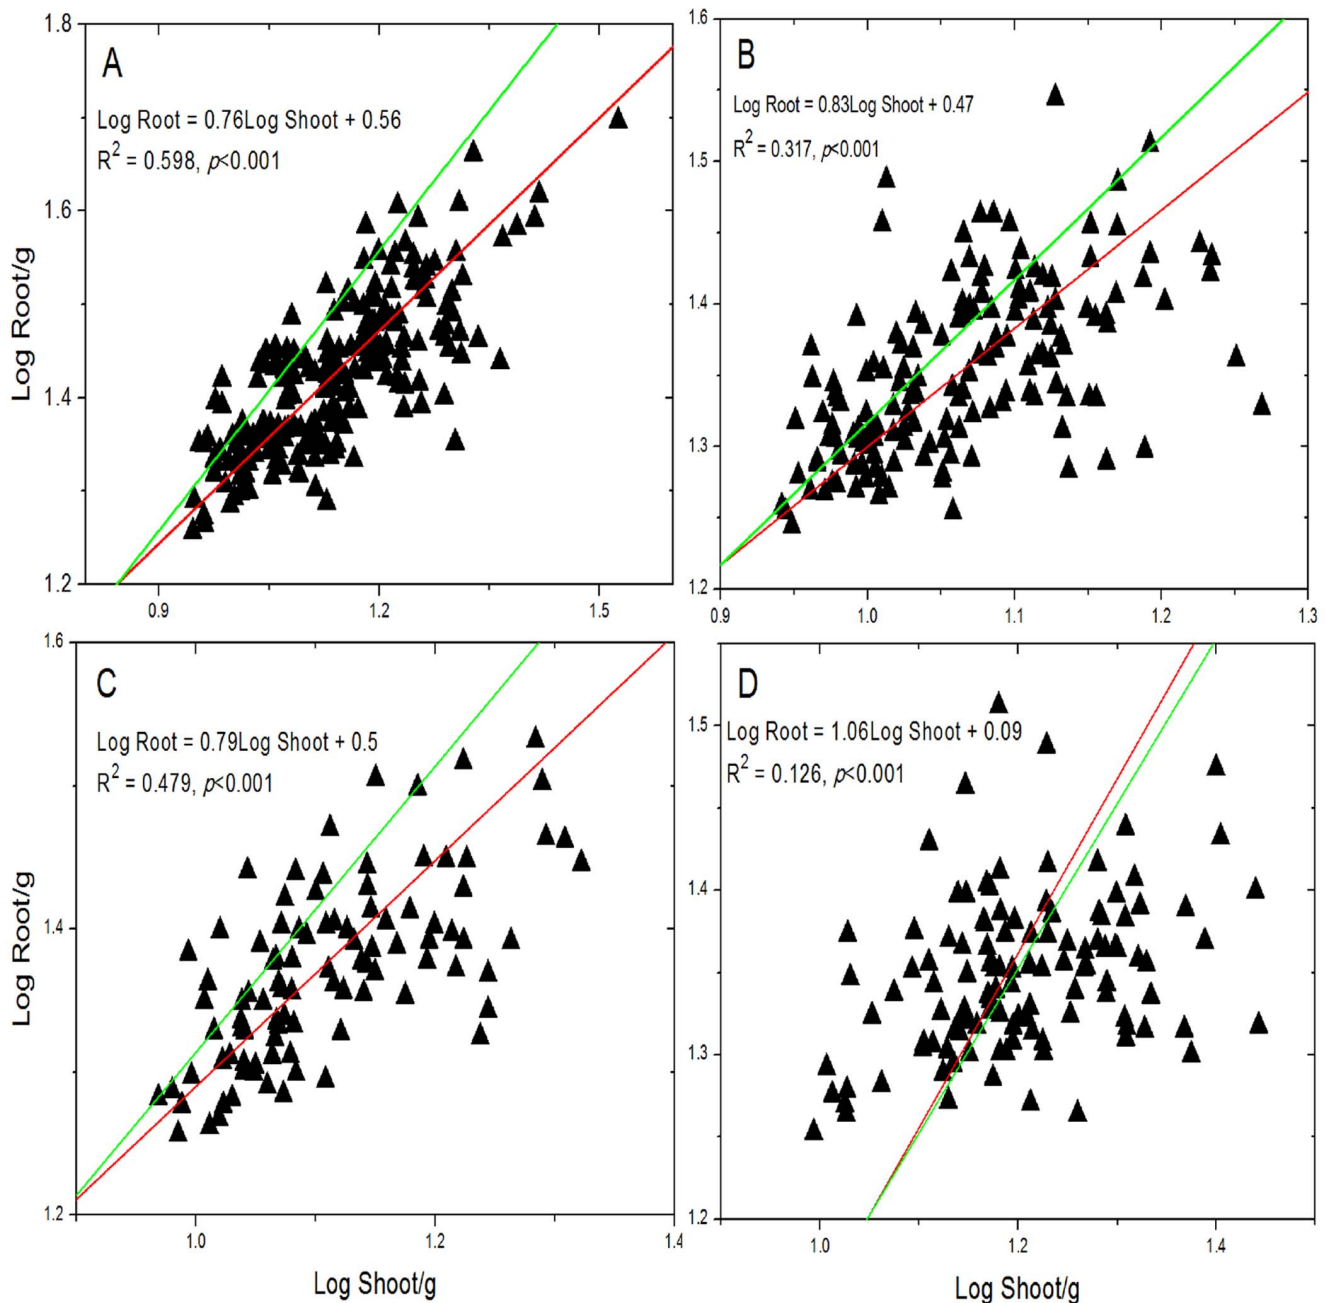 A
Log Root = 0.76Log Shoot + 0.56
R² = 0.598, p<0.001
1.8
1.6
1.4
1.2
0.9
1.2
1.5
Log Root/g
B
Log Root = 0.83Log Shoot + 0.47
R² = 0.317, p<0.001
1.6
1.5
1.4
1.3
1.2
0.9
1.0
1.1
1.2
1.3
C
Log Root = 0.79Log Shoot + 0.5
R² = 0.479, p<0.001
1.6
1.4
1.2
1.0
1.2
1.4
Log Root/g
Log Shoot/g
D
Log Root = 1.06Log Shoot + 0.09
R² = 0.126, p<0.001
1.5
1.4
1.3
1.2
1.0
1.2
1.4
Log Shoot/g